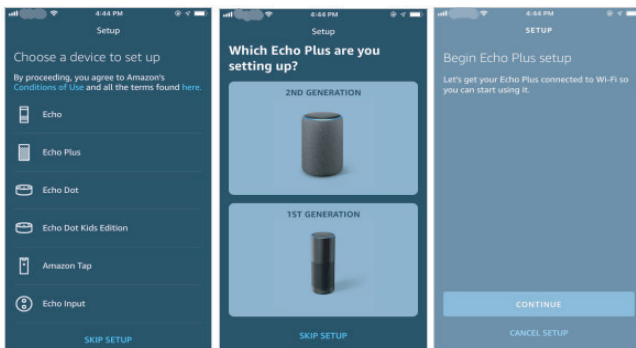 4:44 PM
Setup
Choose a device to set up
By proceeding, you agree to Amazon's
Conditions of Use and all the terms found here.
Echo
Echo Plus
Echo Dot
Echo Dot Kids Edition
Amazon Tap
Echo Input
SKIP SETUP
4:44 PM
Setup
Which Echo Plus are you
setting up?
2ND GENERATION
1ST GENERATION
SKIP SETUP
4:44 PM
SETUP
Begin Echo Plus setup
Let's get your Echo Plus connected to Wi-Fi so
you can start using it.
CONTINUE
CANCEL SETUP